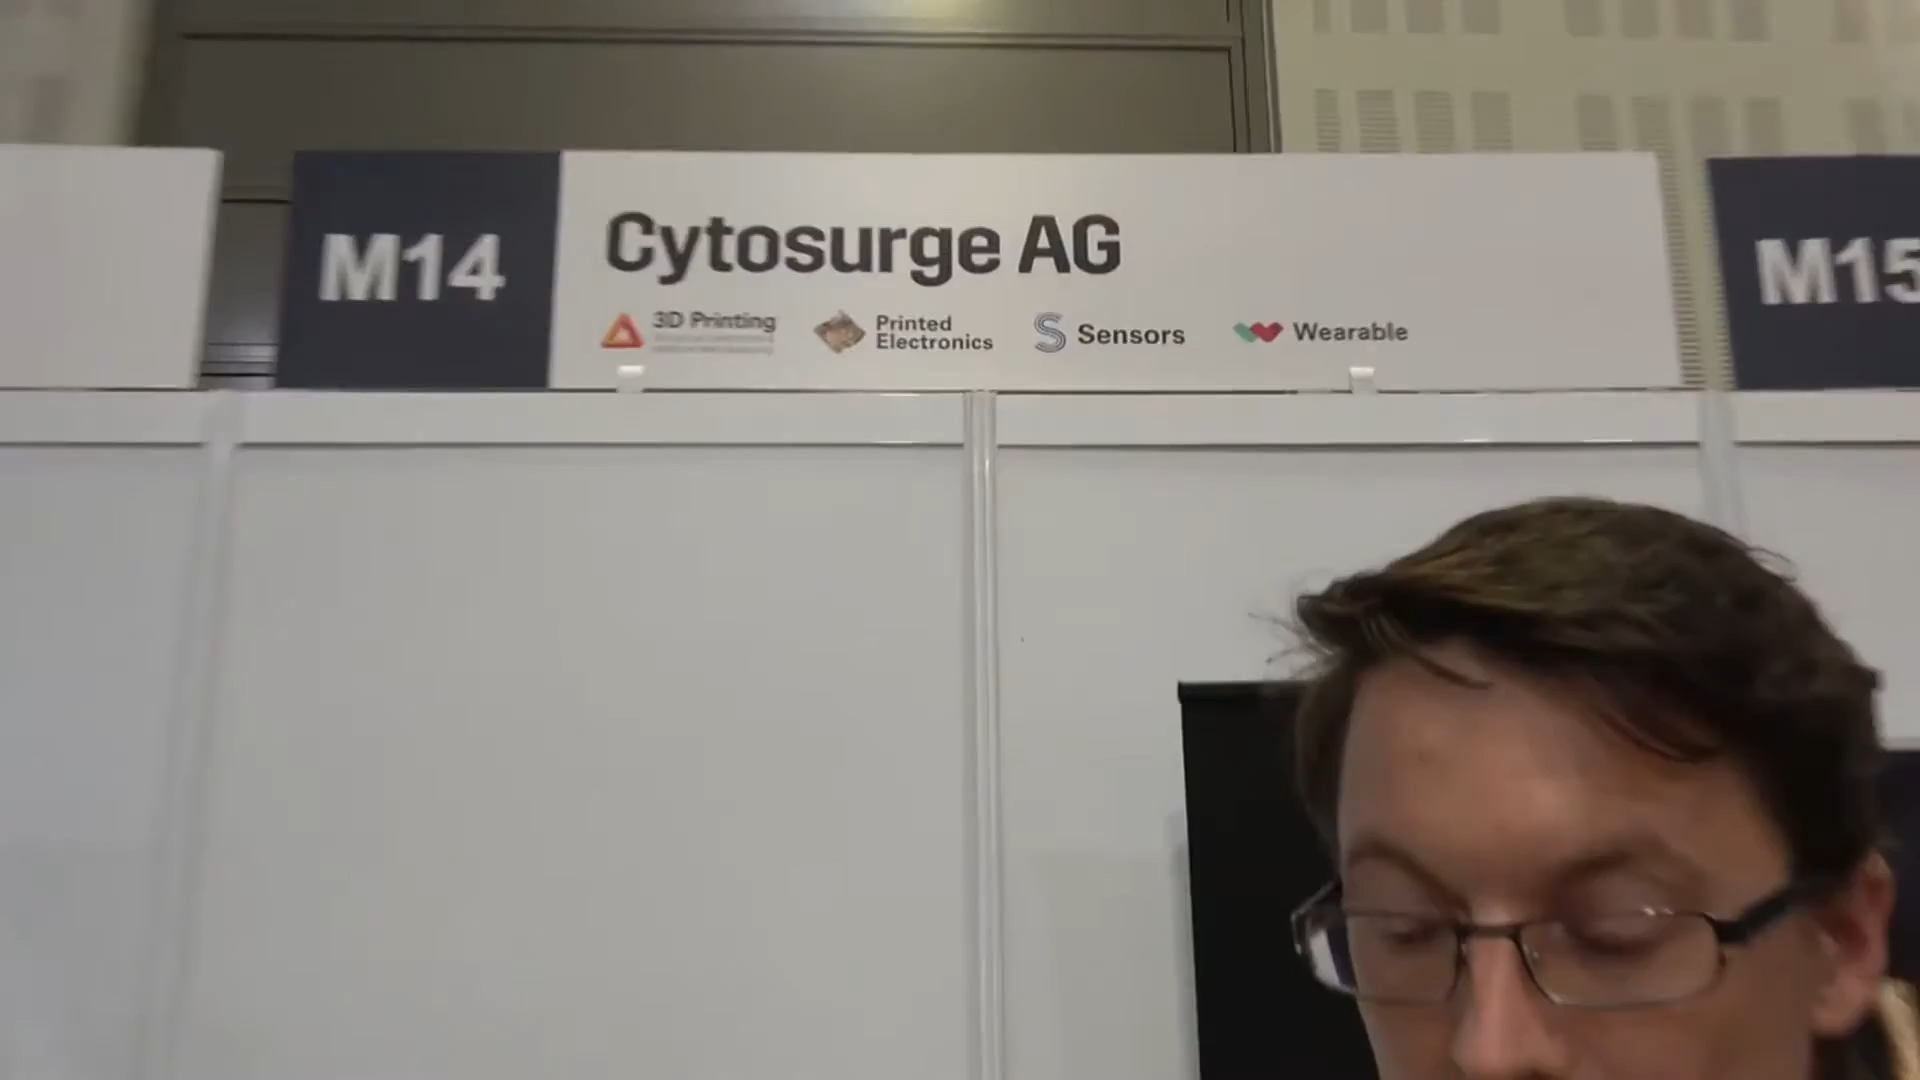 M14
Cytosurge AG
3D Printing
Printed
Electronics
Sensors
Wearable
M15